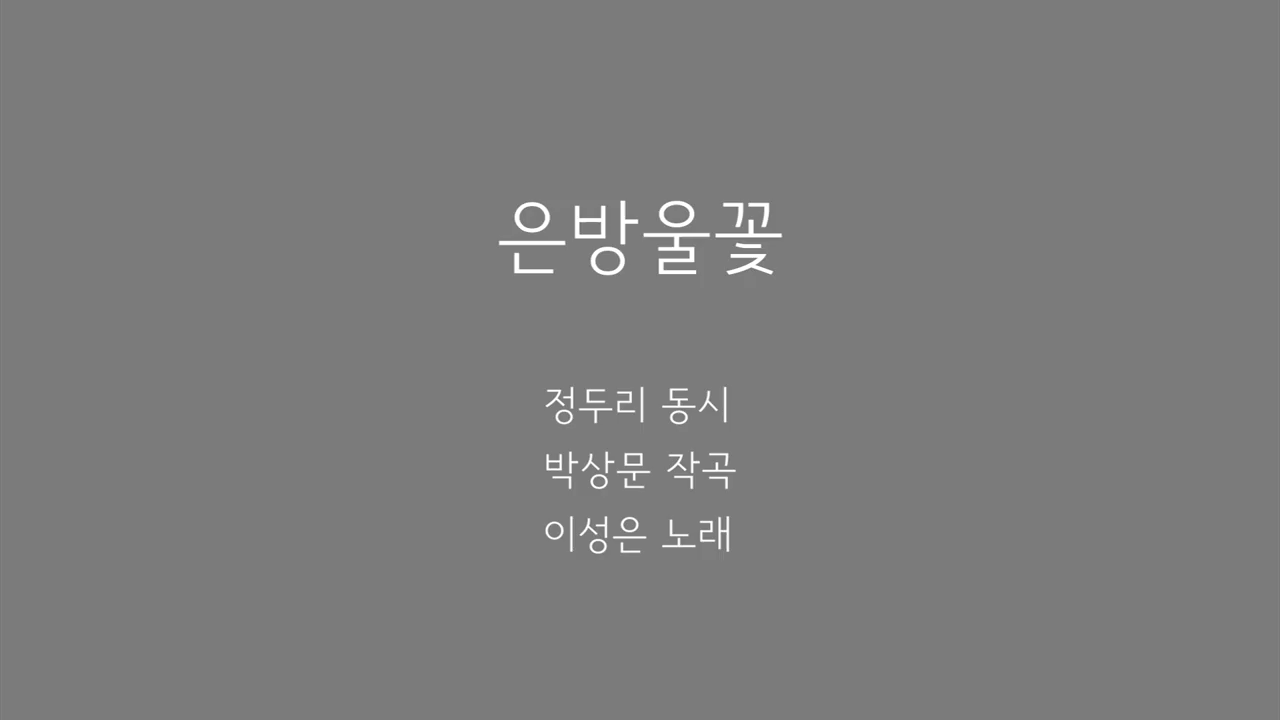 은방울꽃
정두리 동시
박상문 작곡
이성은 노래